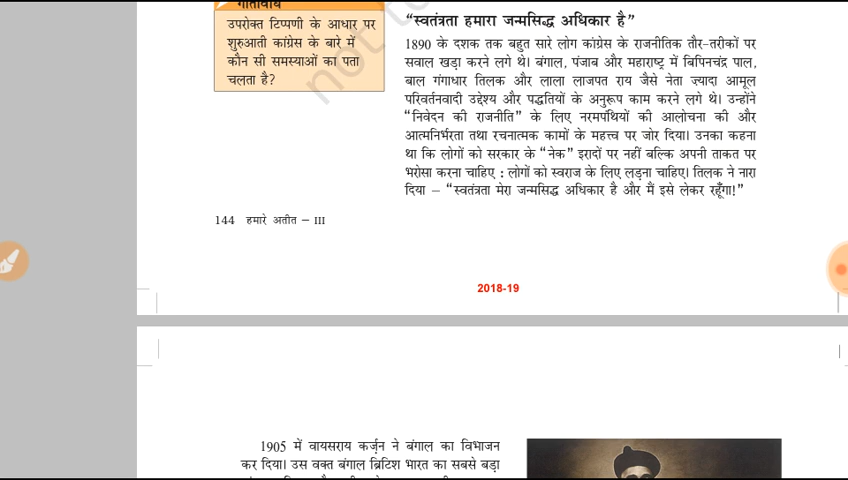 गतिविधि
उपरोक्त टिप्पणी के आधार पर
शुरुआती कांग्रेस के बारे में
कौन सी समस्याओं का पता
चलता है?
“स्वतंत्रता हमारा जन्मसिद्ध अधिकार है”
1890 के दशक तक बहुत सारे लोग कांग्रेस के राजनीतिक तौर-तरीकों पर
सवाल खड़ा करने लगे थे। बंगाल, पंजाब और महाराष्ट्र में बिपिनचंद्र पाल,
बाल गंगाधार तिलक और लाला लाजपत राय जैसे नेता ज़्यादा आमूल
परिवर्तनवादी उद्देश्य और पद्धतियों के अनुरूप काम करने लगे थे। उन्होंने
“निवेदन की राजनीति” के लिए नरमपंथियों की आलोचना की और
आत्मनिर्भरता तथा रचनात्मक कामों के महत्त्व पर जोर दिया। उनका कहना
था कि लोगों को सरकार के “नेक” इरादों पर नहीं बल्कि अपनी ताकत पर
भरोसा करना चाहिए : लोगों को स्वराज के लिए लड़ना चाहिए। तिलक ने नारा
दिया – “स्वतंत्रता मेरा जन्मसिद्ध अधिकार है और मैं इसे लेकर रहूँगा!”
144 हमारे अतीत – III
2018-19
1905 में वायसराय कर्ज़न ने बंगाल का विभाजन
कर दिया। उस वक्त बंगाल ब्रिटिश भारत का सबसे बड़ा
not to